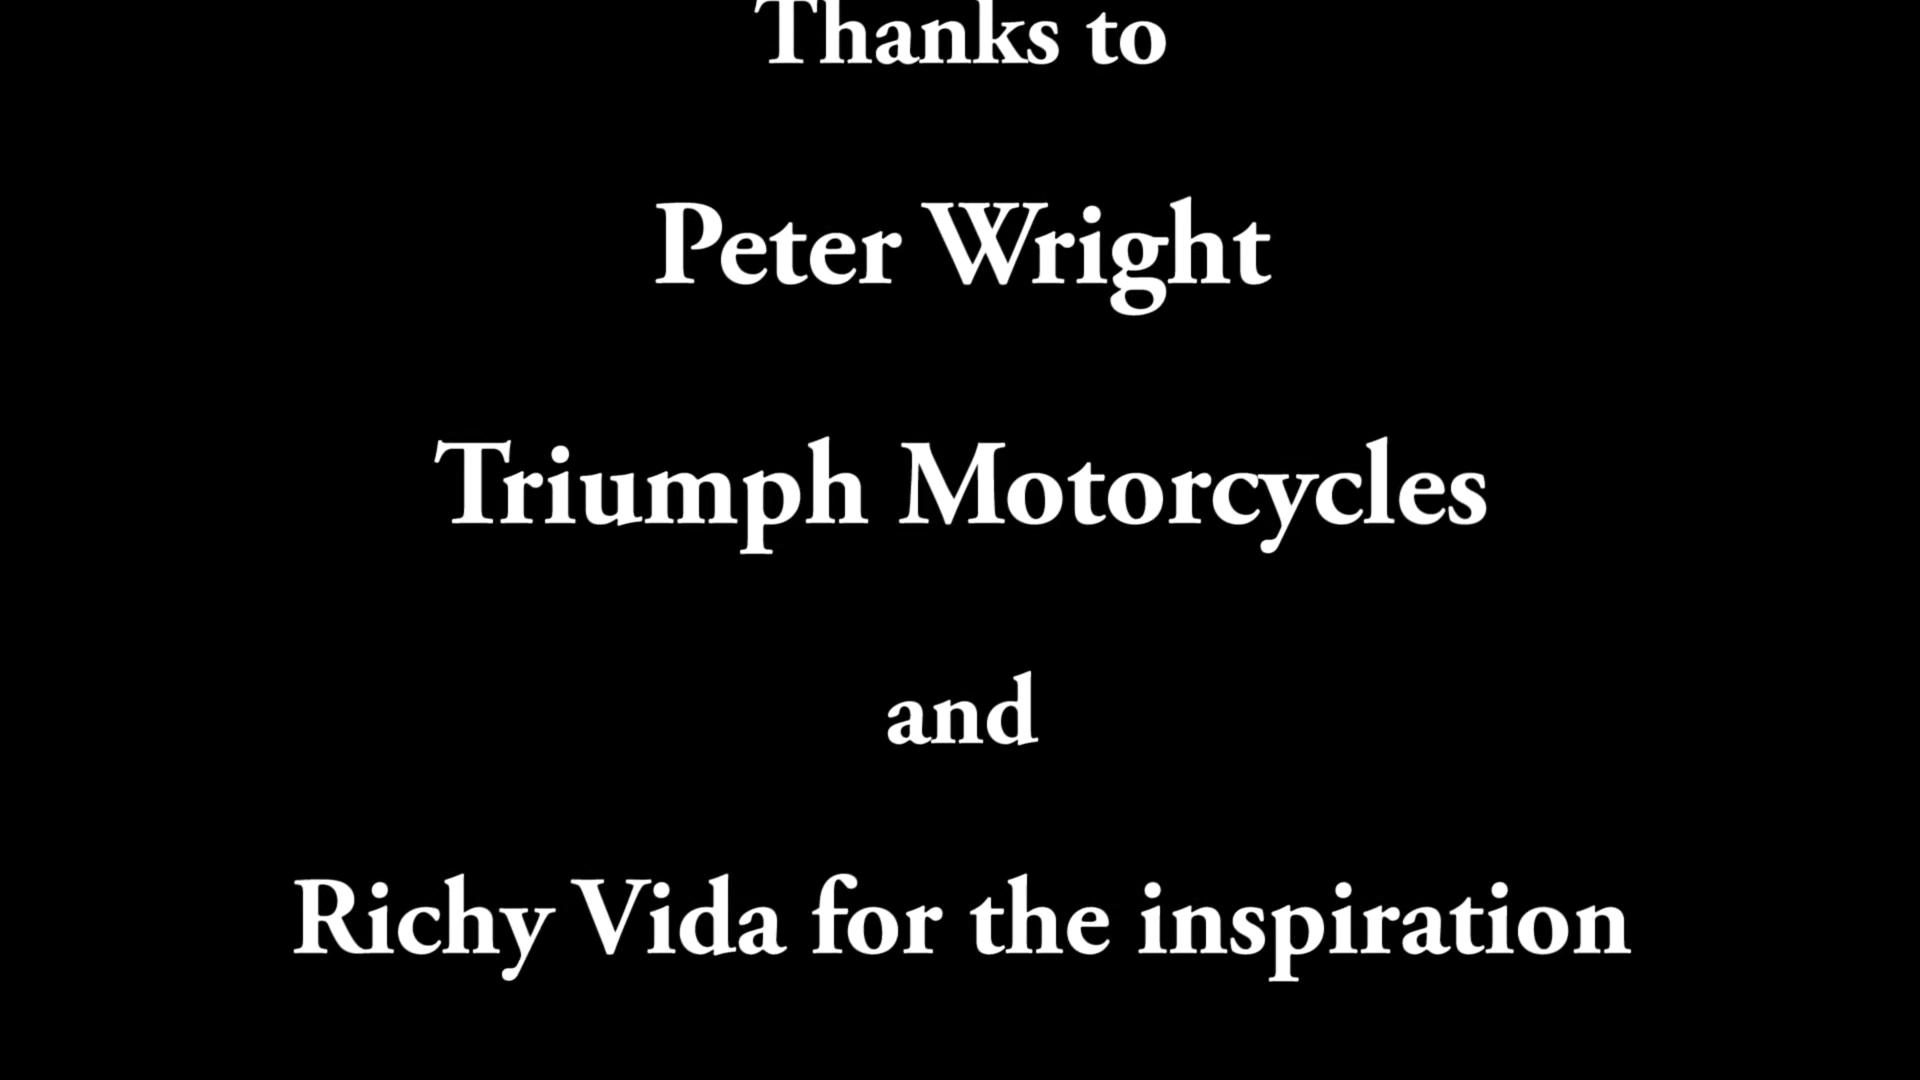 Thanks to
Peter Wright
Triumph Motorcycles
and
Richy Vida for the inspiration